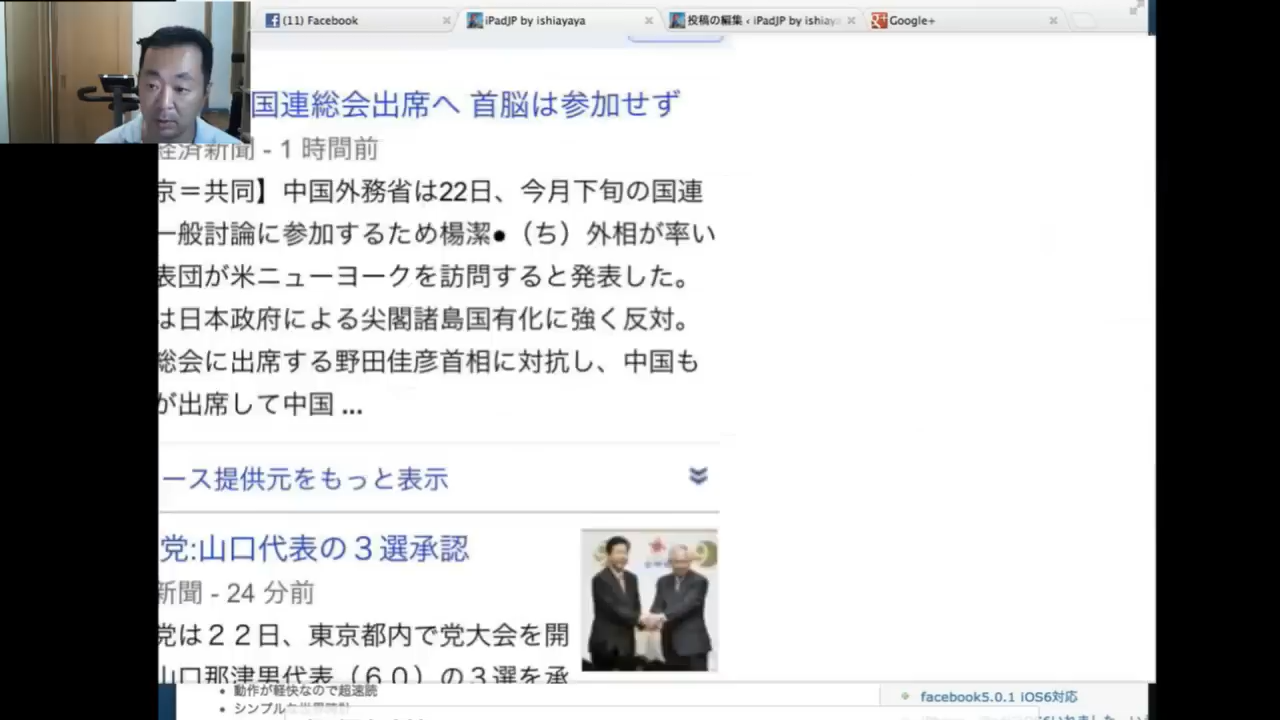 (11) Facebook
iPadJP by ishiayaya
投稿の編集 ‹ iPadJP by ishiaya
Google+
国連総会出席へ 首脳は参加せず
経済新聞 - 1 時間前
京＝共同】中国外務省は22日、今月下旬の国連
一般討論に参加するため楊潔●（ち）外相が率い
表団が米ニューヨークを訪問すると発表した。
は日本政府による尖閣諸島国有化に強く反対。
総会に出席する野田佳彦首相に対抗し、中国も
が出席して中国 ...
ース提供元をもっと表示
党:山口代表の３選承認
新聞 - 24 分前
党は２２日、東京都内で党大会を開
山口那津男代表（６０）の３選を承
動作が軽快なので超速読
シンプルな世界時計
facebook5.0.1 iOS6対応